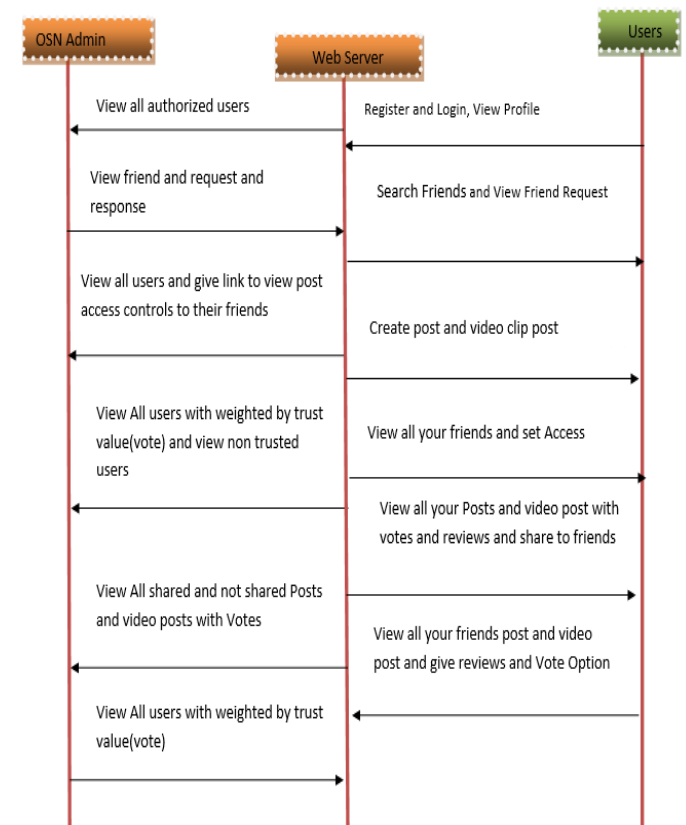 OSN Admin
Web Server
Users
View all authorized users
Register and Login, View Profile
View friend and request and
response
Search Friends and View Friend Request
View all users and give link to view post
access controls to their friends
Create post and video clip post
View All users with weighted by trust
value(vote) and view non trusted
users
View all your friends and set Access
View all your Posts and video post with
votes and reviews and share to friends
View All shared and not shared Posts
and video posts with Votes
View all your friends post and video
post and give reviews and Vote Option
View All users with weighted by trust
value(vote)